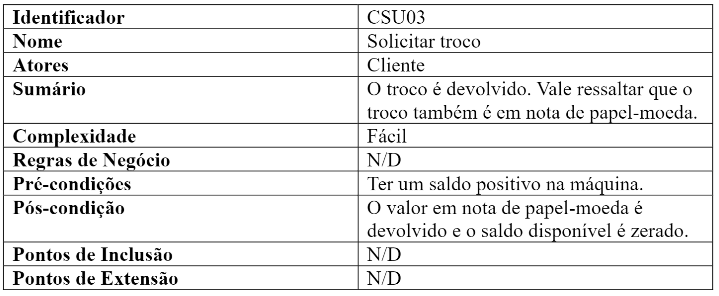 Identificador CSU03
Nome Solicitar troco
Atores Cliente
Sumário O troco é devolvido. Vale ressaltar que o
troco também é em nota de papel-moeda.
Complexidade Fácil
Regras de Negócio N/D
Pré-condições Ter um saldo positivo na máquina.
Pós-condição O valor em nota de papel-moeda é
devolvido e o saldo disponível é zerado.
Pontos de Inclusão N/D
Pontos de Extensão N/D